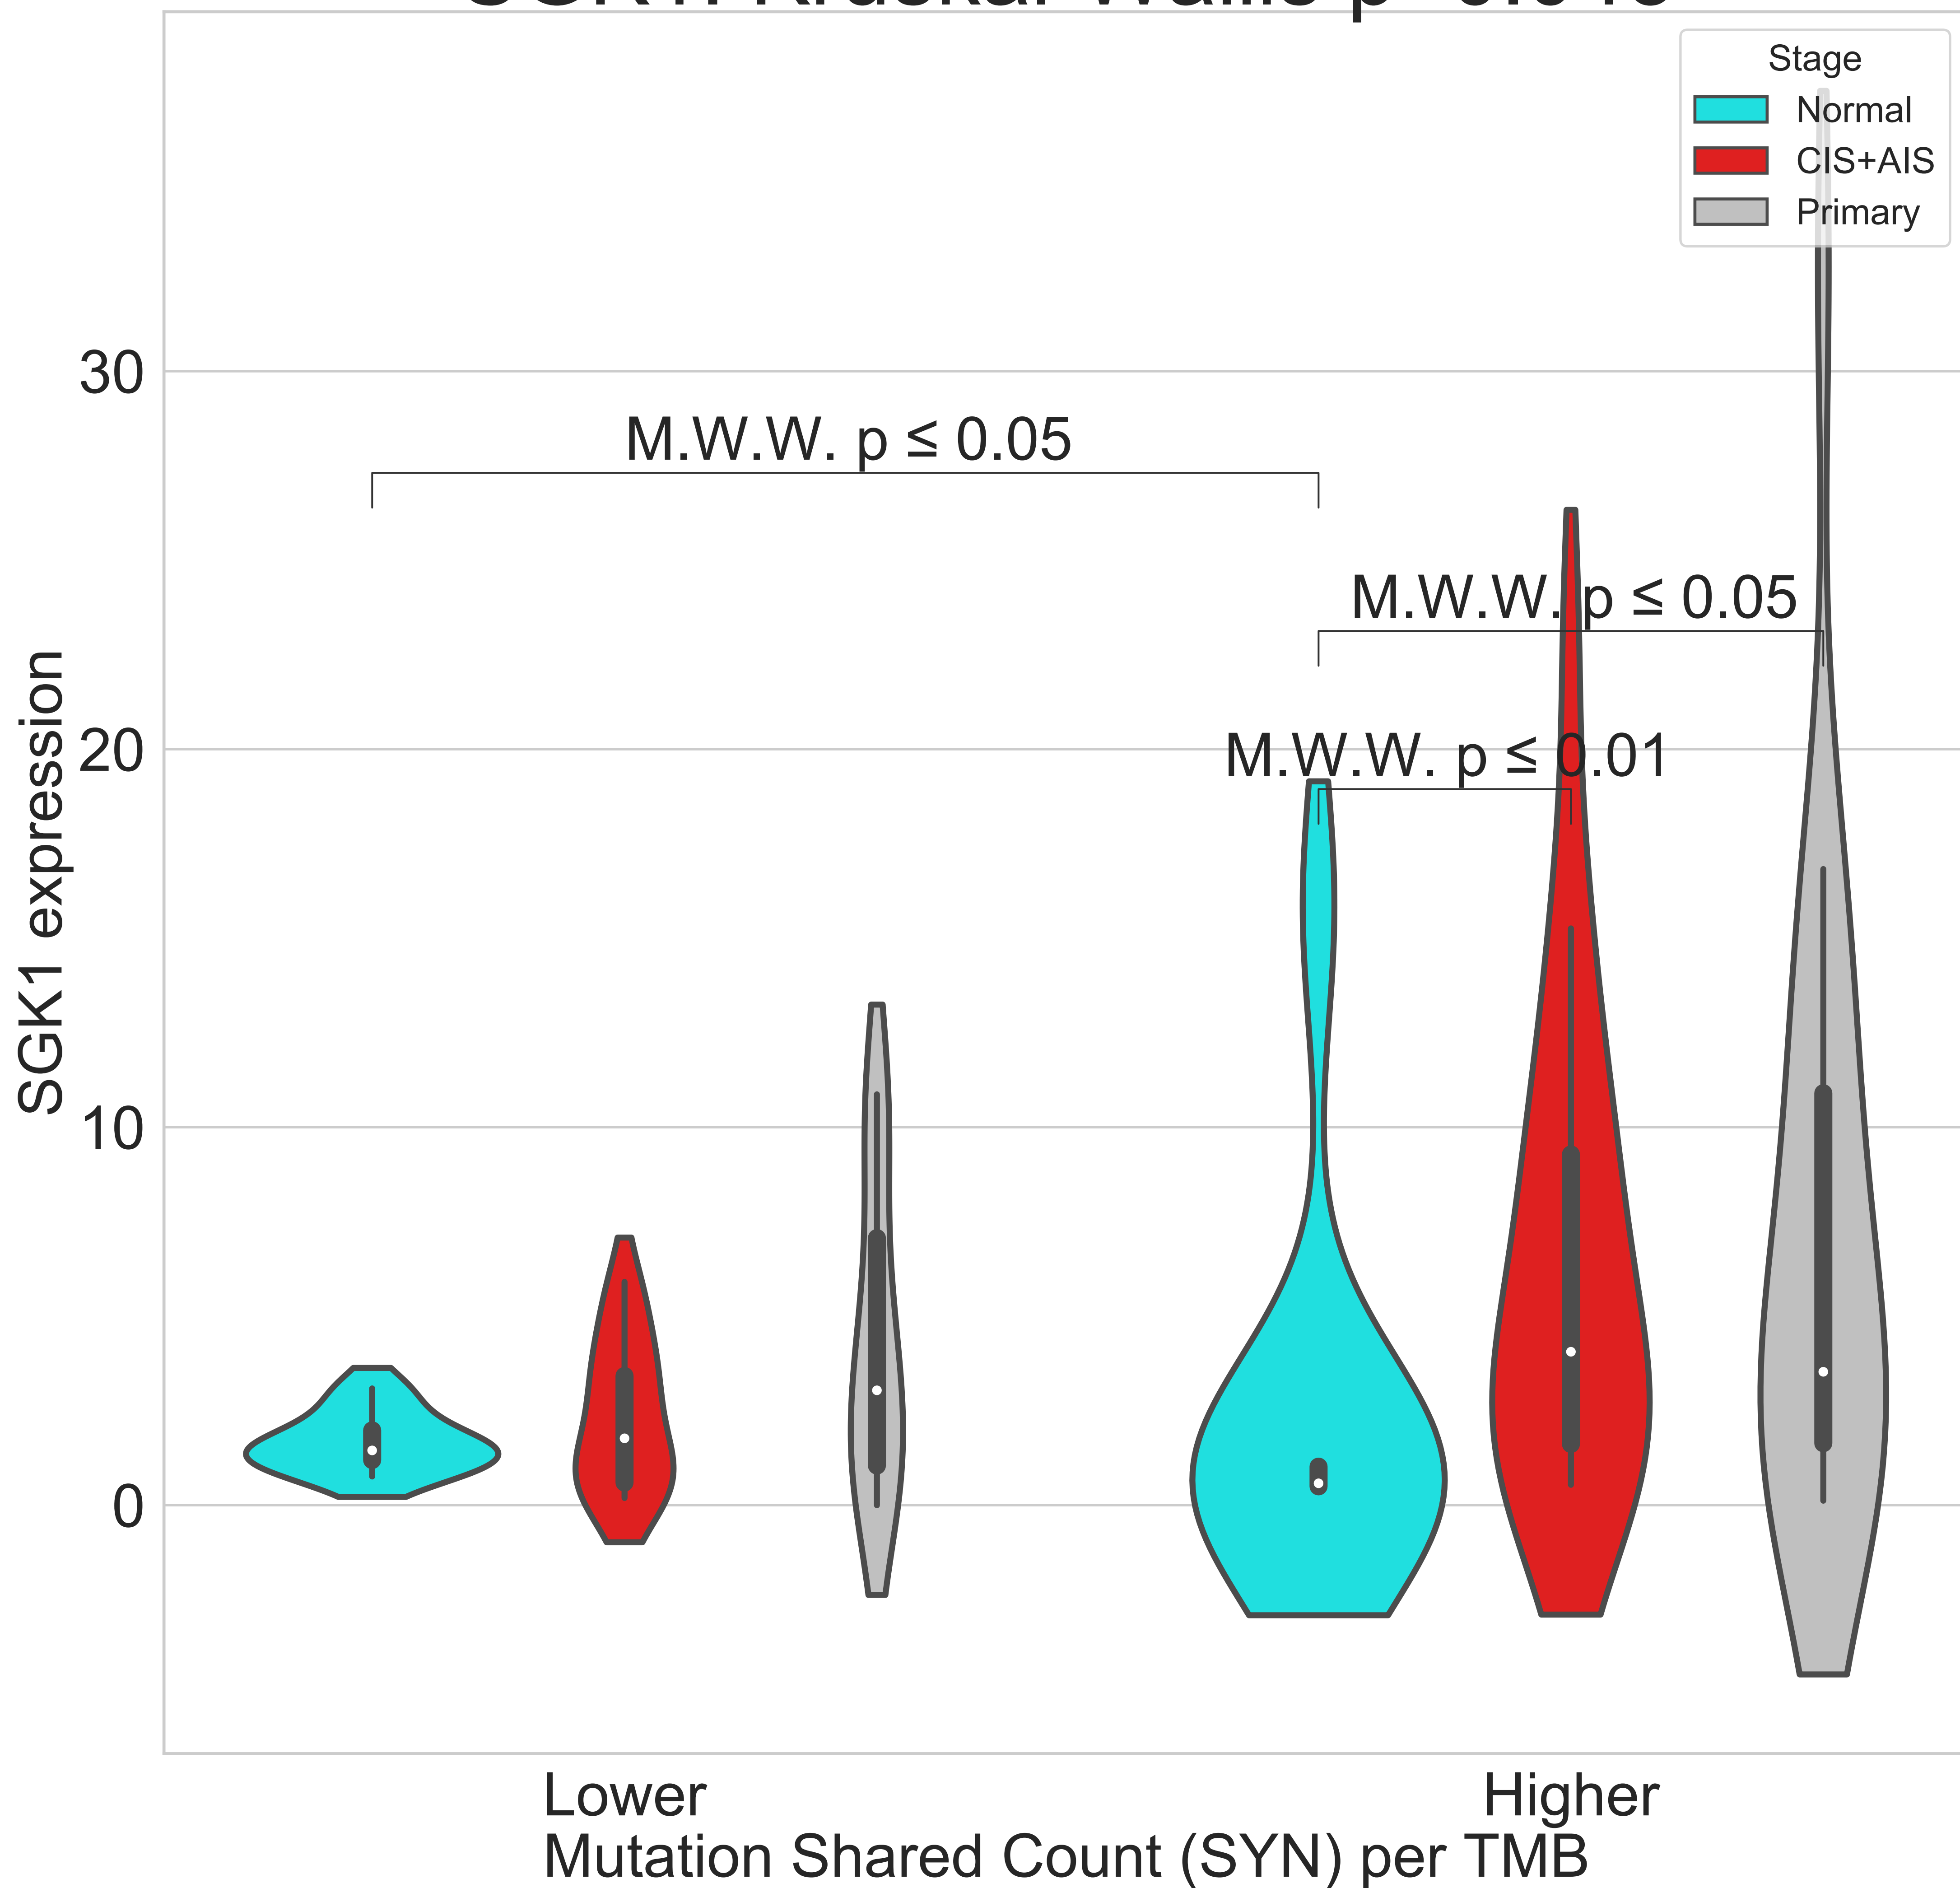 Stage
Normal
CIS+AIS
Primary
30
M.W.W. p ≤ 0.05
M.W.W. p ≤ 0.05
20
M.W.W. p ≤ 0.01
SGK1 expression
10
0
Lower
Higher
Mutation Shared Count (SYN) per TMB